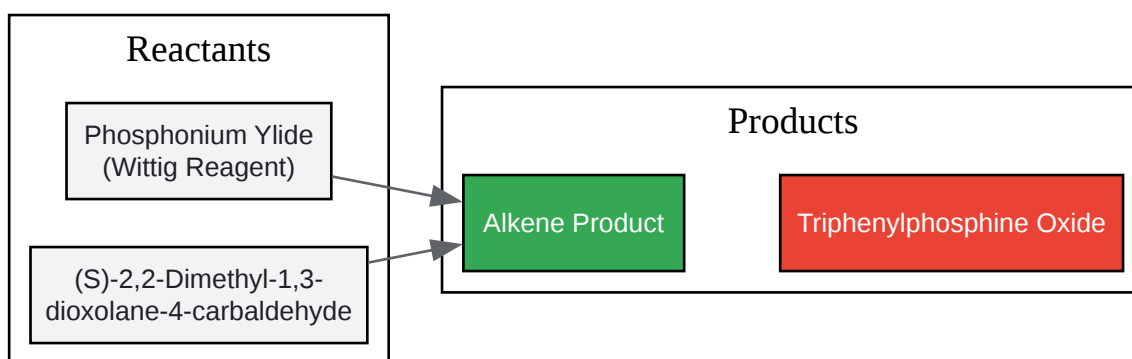 Reactants
Phosphonium Ylide
(Wittig Reagent)
(S)-2,2-Dimethyl-1,3-
dioxolane-4-carbaldehyde
Products
Alkene Product
Triphenylphosphine Oxide